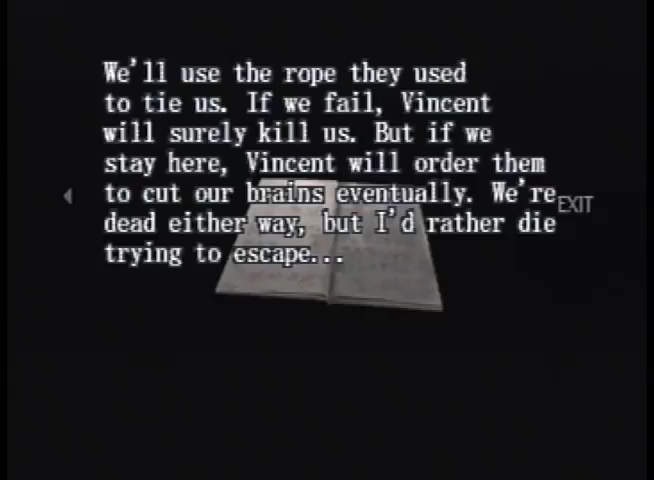 We'll use the rope they used
to tie us. If we fail, Vincent
will surely kill us. But if we
stay here, Vincent will order them
to cut our brains eventually. We're
dead either way, but I'd rather die
trying to escape...
EXIT